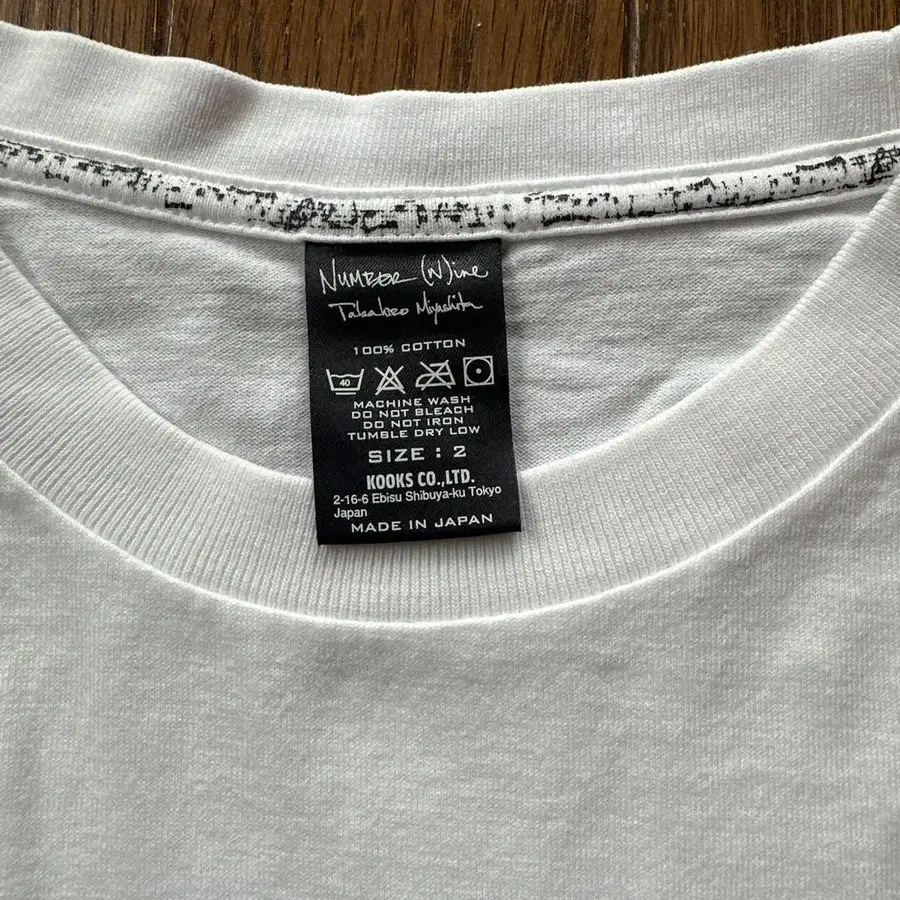 NUMBER (N)ine
Takahiro Miyashita
100% COTTON
40
MACHINE WASH
DO NOT BLEACH
DO NOT IRON
TUMBLE DRY LOW
SIZE : 2
KOOKS CO.,LTD.
2-16-6 Ebisu Shibuya-ku Tokyo
Japan
MADE IN JAPAN